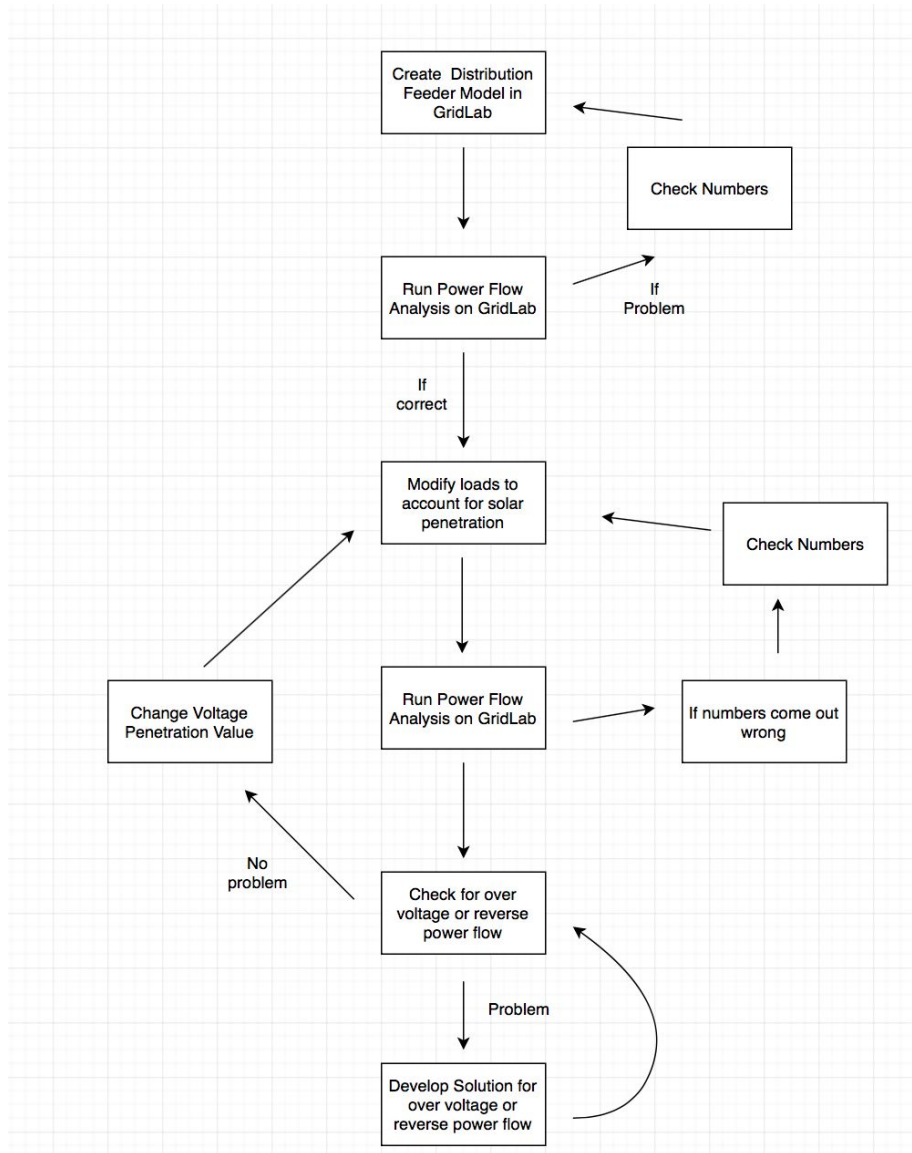 Create Distribution
Feeder Model in
GridLab
Check Numbers
Run Power Flow
Analysis on GridLab
If
Problem
If
correct
Modify loads to
account for solar
penetration
Check Numbers
Change Voltage
Penetration Value
Run Power Flow
Analysis on GridLab
If numbers come out
wrong
No
problem
Check for over
voltage or reverse
power flow
Problem
Develop Solution for
over voltage or
reverse power flow